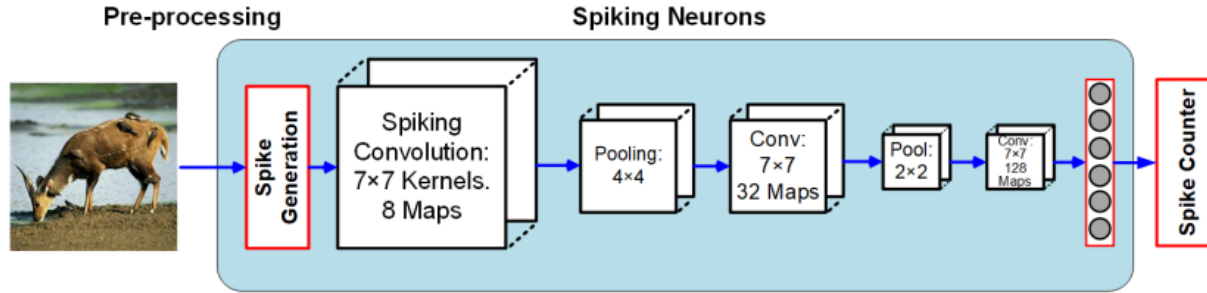 Pre-processing
Spiking Neurons
Spike
Generation
Spiking
Convolution:
7×7 Kernels.
8 Maps
Pooling:
4×4
Conv:
7×7
32 Maps
Pool:
2×2
Conv:
7×7
128
Maps
Spike Counter